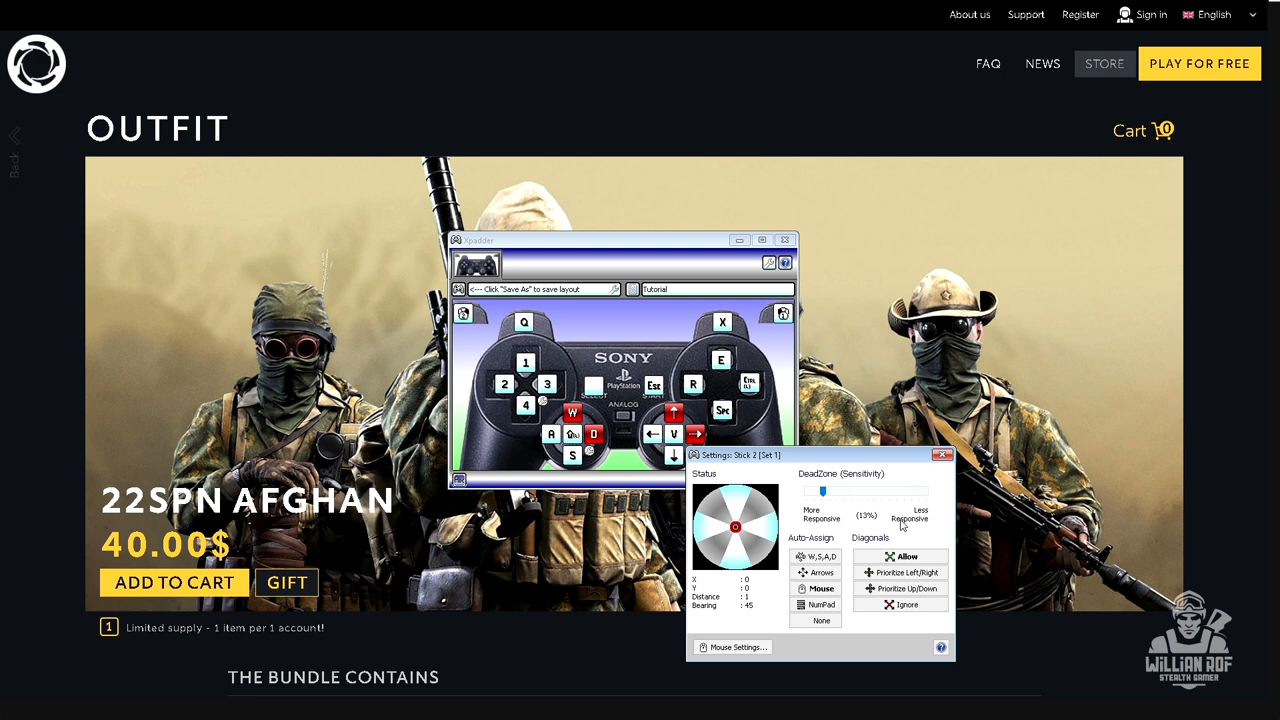 About us Support Register Sign in English
FAQ NEWS STORE PLAY FOR FREE
Back
OUTFIT
Cart 0
Xpadder
<--- Click "Save As" to save layout
Tutorial
Q X
1 E
2 3 R CTRL (L)
4 Spc
SONY
PlayStation
SELECT START
Esc
ANALOG
W ↑
A (L) D ← V →
S ↓
22SPN AFGHAN
40.00$
ADD TO CART GIFT
1 Limited supply - 1 item per 1 account!
THE BUNDLE CONTAINS
Settings: Stick 2 [Set 1]
Status
DeadZone (Sensitivity)
More Responsive
(13%)
Less Responsive
Auto-Assign
W,S,A,D
Arrows
Mouse
NumPad
None
Diagonals
Allow
Prioritize Left/Right
Prioritize Up/Down
Ignore
X : 0
Y : 0
Distance : 1
Bearing : 45
Mouse Settings...
WILLIAN ROF
STEALTH GAMER